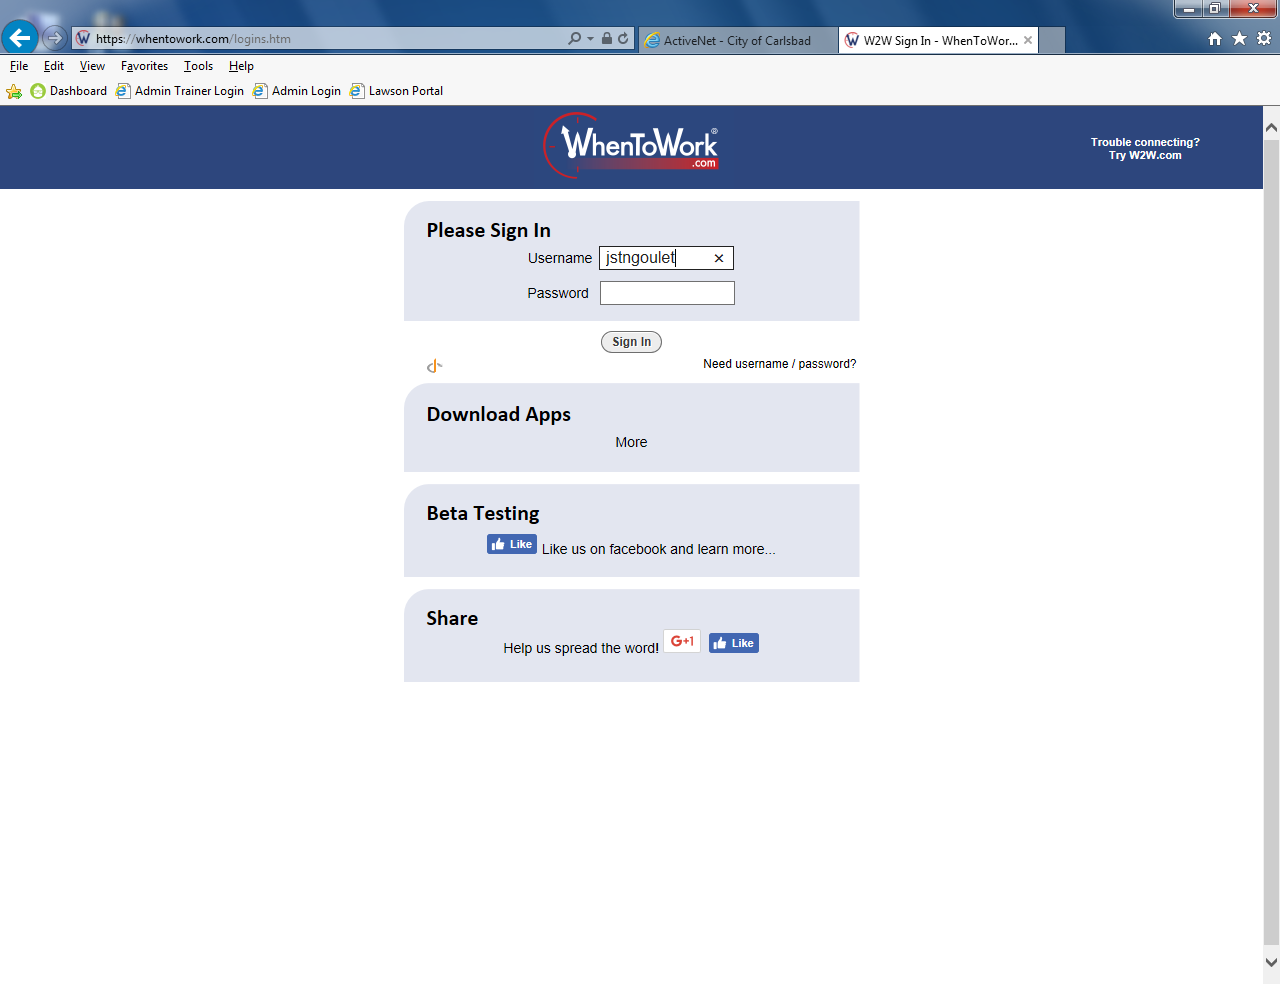 https://whentowork.com/logins.htm
ActiveNet - City of Carlsbad
W2W Sign In - WhenToWor...
File Edit View Favorites Tools Help
Dashboard Admin Trainer Login Admin Login Lawson Portal
WhenToWork®
.com
Trouble connecting?
Try W2W.com
Please Sign In
Username jstngoulet
Password
Sign In
Need username / password?
Download Apps
More
Beta Testing
Like Like us on facebook and learn more...
Share
Help us spread the word! G+1 Like